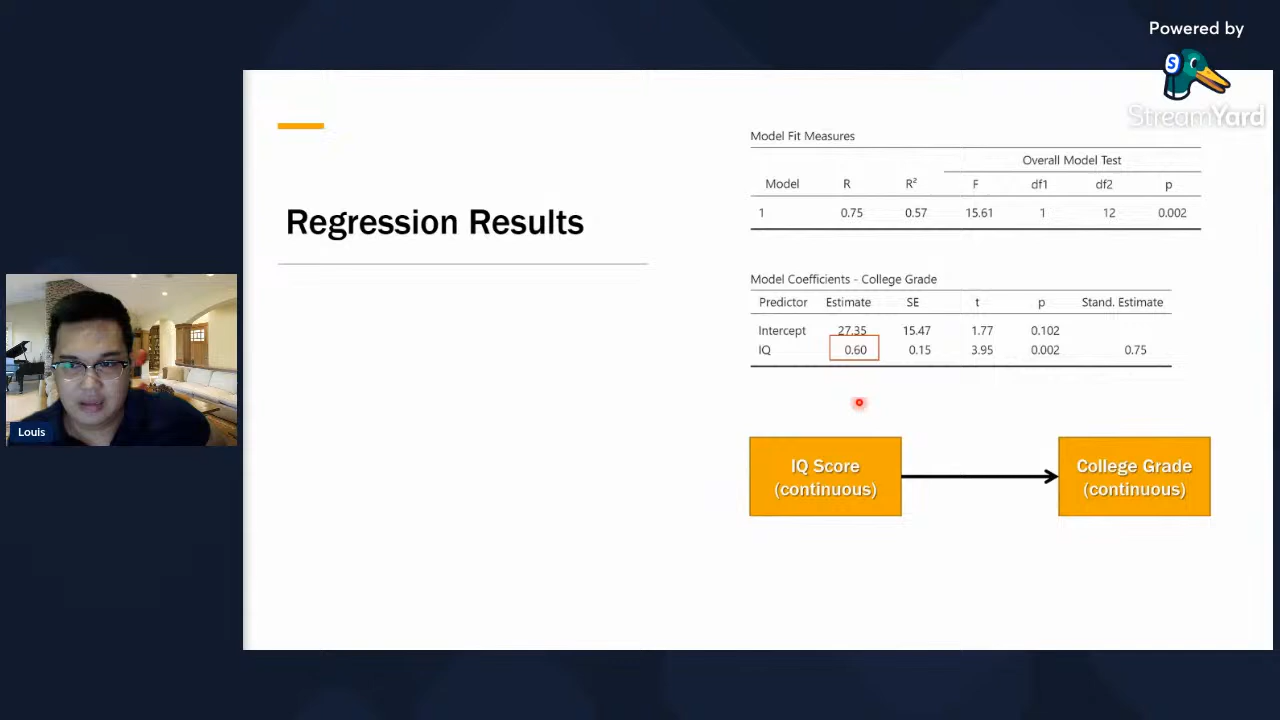 Powered by
S
StreamYard
Regression Results
Model Fit Measures
Overall Model Test
Model R R² F df1 df2 p
1 0.75 0.57 15.61 1 12 0.002
Model Coefficients - College Grade
Predictor Estimate SE t p Stand. Estimate
Intercept 27.35 15.47 1.77 0.102
IQ 0.60 0.15 3.95 0.002 0.75
IQ Score
(continuous)
College Grade
(continuous)
Louis